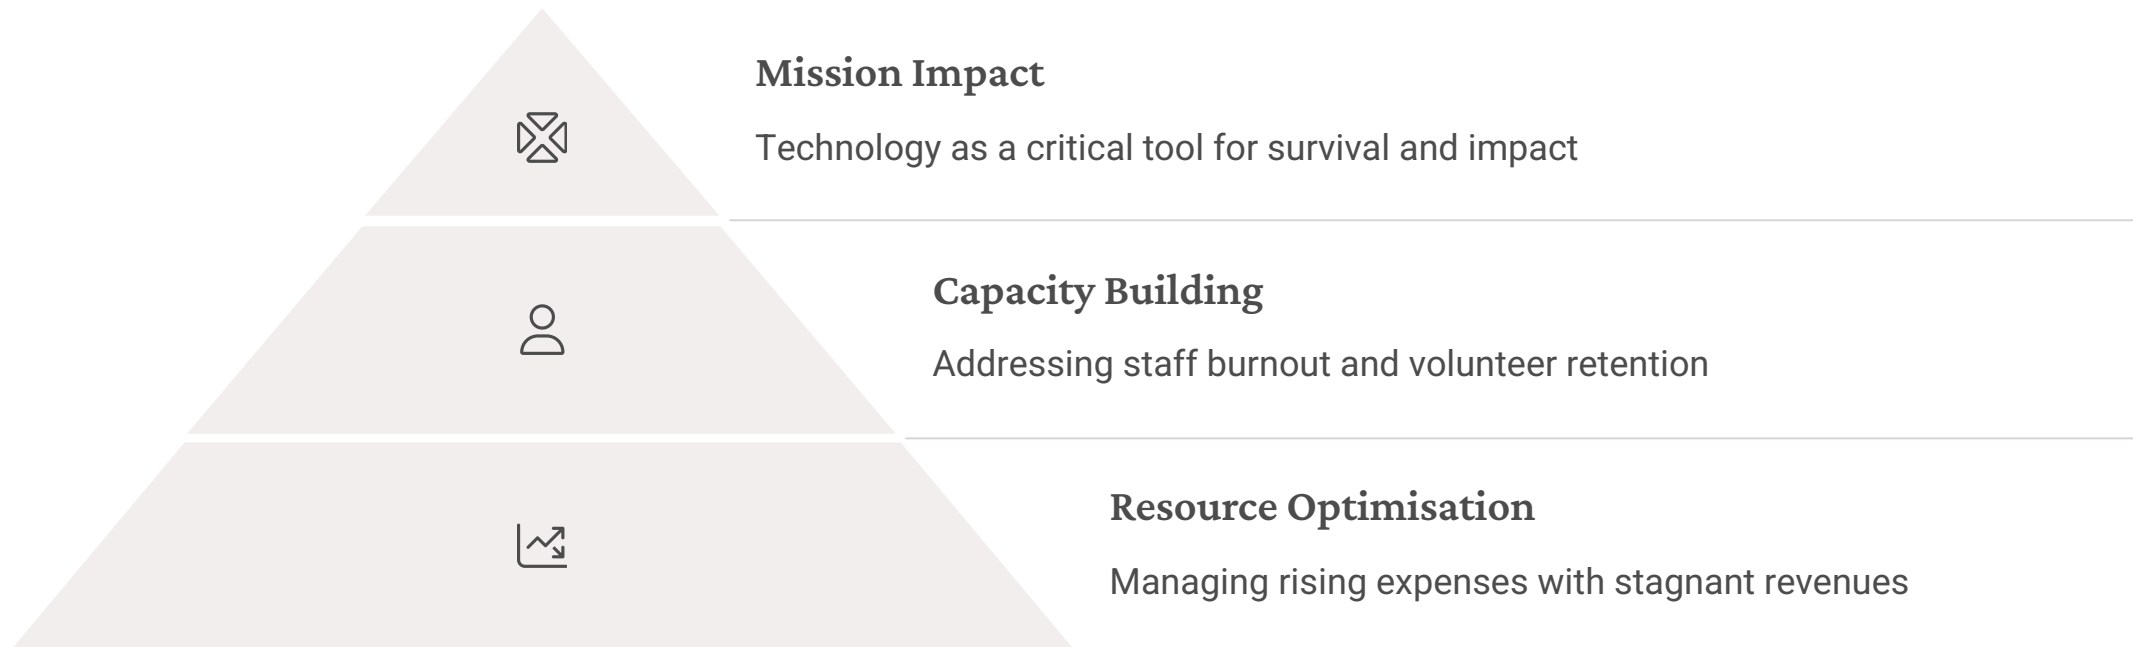 Mission Impact
Technology as a critical tool for survival and impact
Capacity Building
Addressing staff burnout and volunteer retention
Resource Optimisation
Managing rising expenses with stagnant revenues